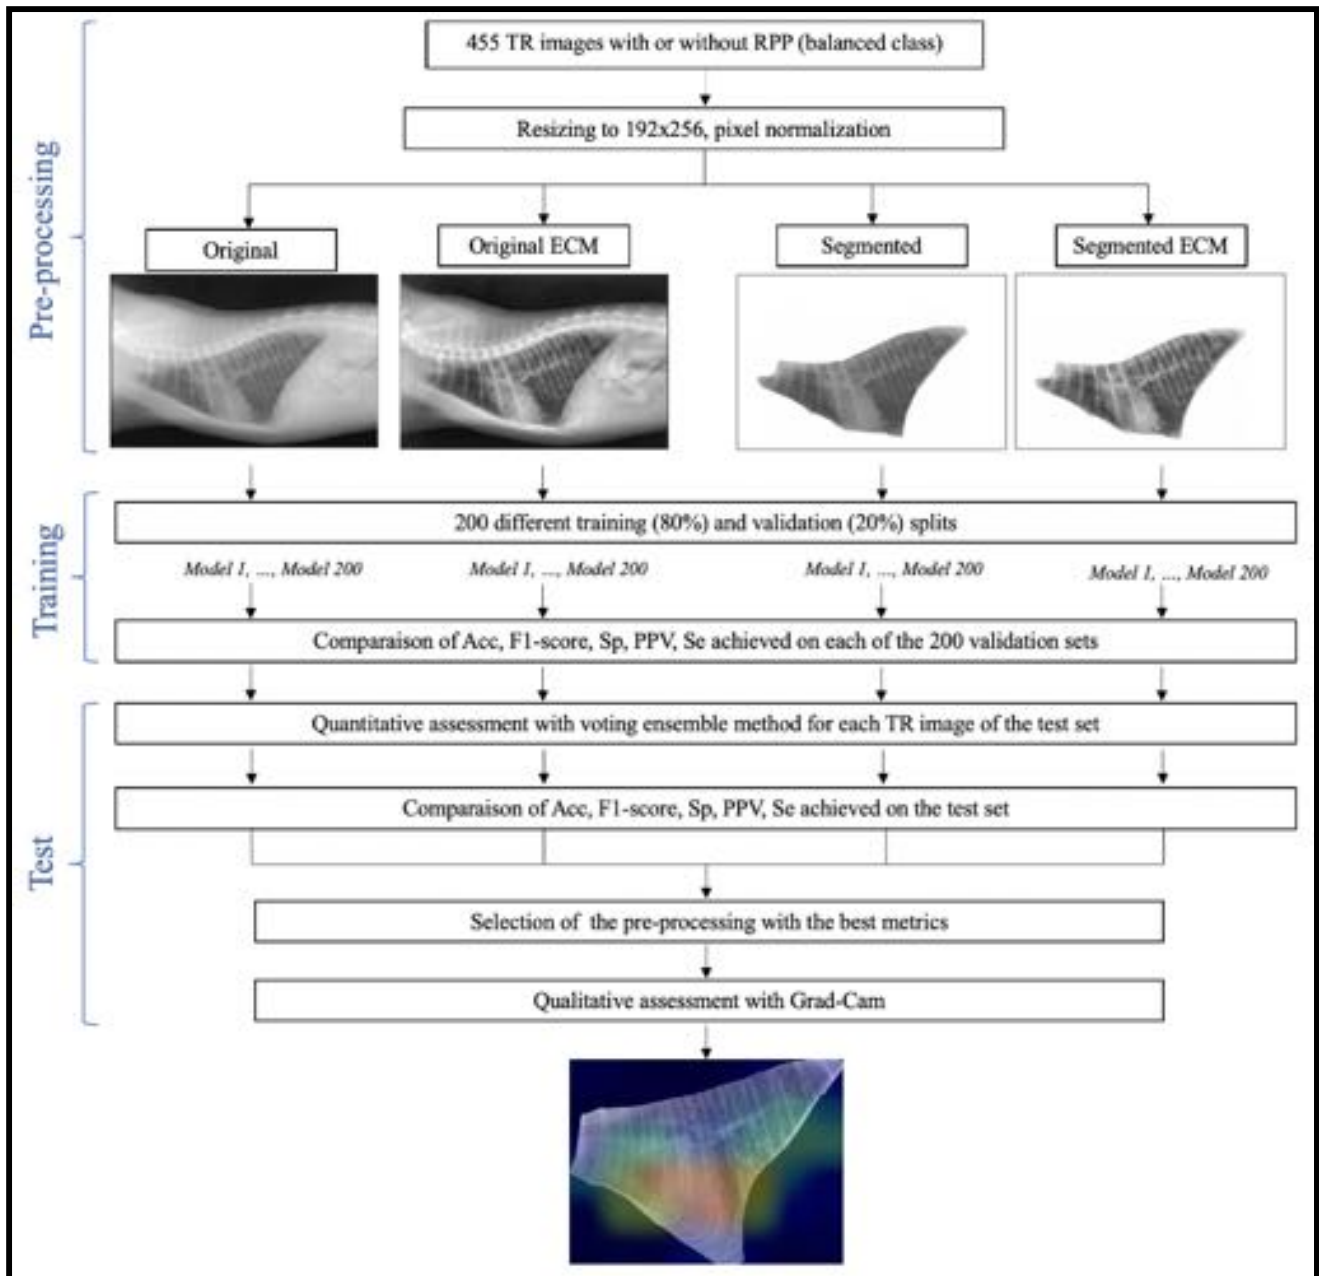 455 TR images with or without RPP (balanced class)
Resizing to 192x256, pixel normalization
Pre-processing
Original
Original ECM
Segmented
Segmented ECM
Training
200 different training (80%) and validation (20%) splits
Model 1, ..., Model 200
Model 1, ..., Model 200
Model 1, ..., Model 200
Model 1, ..., Model 200
Comparaison of Acc, F1-score, Sp, PPV, Se achieved on each of the 200 validation sets
Test
Quantitative assessment with voting ensemble method for each TR image of the test set
Comparaison of Acc, F1-score, Sp, PPV, Se achieved on the test set
Selection of the pre-processing with the best metrics
Qualitative assessment with Grad-Cam